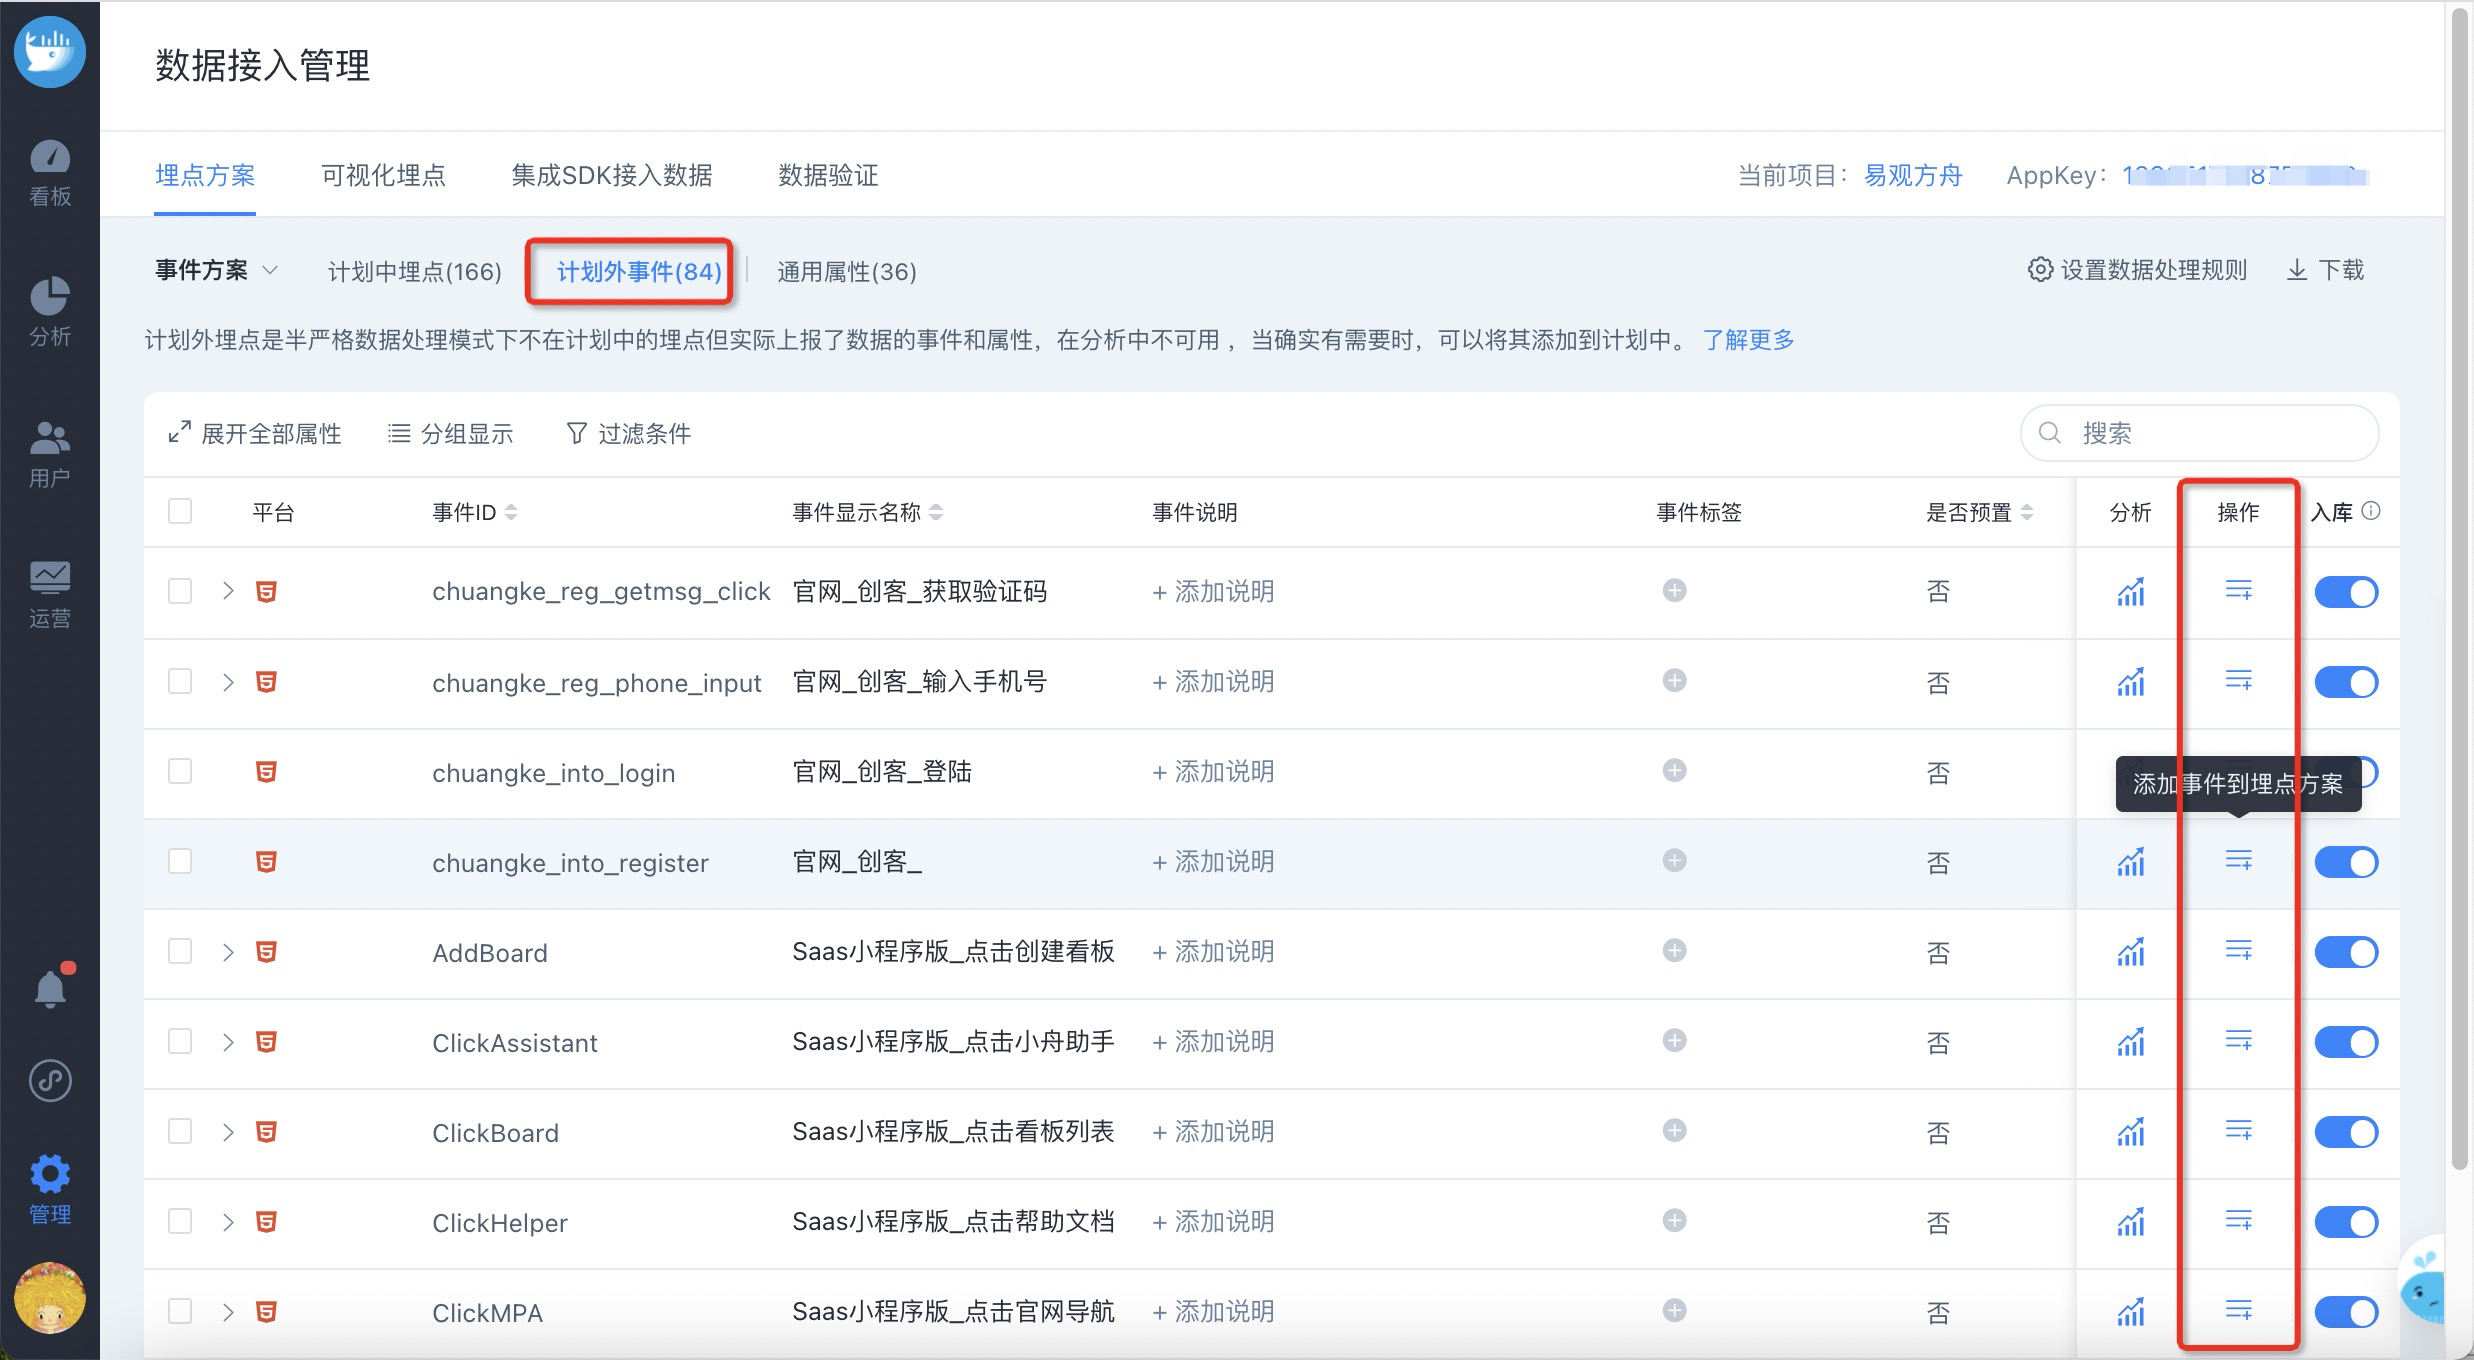 数据接入管理
埋点方案 可视化埋点 集成SDK接入数据 数据验证 当前项目：易观方舟 AppKey：
事件方案 计划中埋点(166) 计划外事件(84) 通用属性(36) 设置数据处理规则 下载
计划外埋点是半严格数据处理模式下不在计划中的埋点但实际上报了数据的事件和属性，在分析中不可用，当确实有需要时，可以将其添加到计划中。 了解更多
展开全部属性 分组显示 过滤条件 搜索
平台 事件ID 事件显示名称 事件说明 事件标签 是否预置 分析 操作 入库
chuangke_reg_getmsg_click 官网_创客_获取验证码 + 添加说明 否
chuangke_reg_phone_input 官网_创客_输入手机号 + 添加说明 否
chuangke_into_login 官网_创客_登陆 + 添加说明 否
添加事件到埋点方案
chuangke_into_register 官网_创客_ + 添加说明 否
AddBoard Saas小程序版_点击创建看板 + 添加说明 否
ClickAssistant Saas小程序版_点击小舟助手 + 添加说明 否
ClickBoard Saas小程序版_点击看板列表 + 添加说明 否
ClickHelper Saas小程序版_点击帮助文档 + 添加说明 否
ClickMPA Saas小程序版_点击官网导航 + 添加说明 否
看板
分析
用户
运营
管理